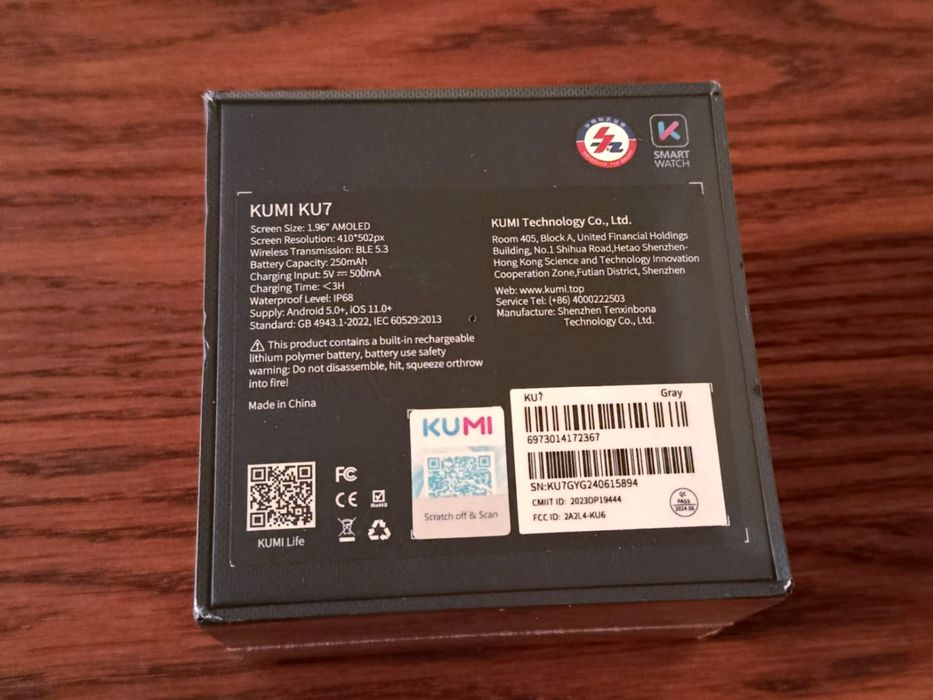 SMART
WATCH
KUMI KU7
Screen Size: 1.96" AMOLED
Screen Resolution: 410*502px
Wireless Transmission: BLE 5.3
Battery Capacity: 250mAh
Charging Input: 5V⎓500mA
Charging Time: <3H
Waterproof Level: IP68
Supply: Android 5.0+, iOS 11.0+
Standard: GB 4943.1-2022, IEC 60529:2013
This product contains a built-in rechargeable
lithium polymer battery, battery use safety
warning: Do not disassemble, hit, squeeze orthrow
into fire!
Made in China
KUMI Technology Co., Ltd.
Room 405, Block A, United Financial Holdings
Building, No.1 Shihua Road,Hetao Shenzhen-
Hong Kong Science and Technology Innovation
Cooperation Zone,Futian District, Shenzhen
Web: www.kumi.top
Service Tel: (+86) 4000222503
Manufacture: Shenzhen Tenxinbona
Technology Co., Ltd.
KUMI Life
FC
CE
RoHS
KUMI
Scratch off & Scan
KU7 Gray
6973014172367
SN:KU7GYG240615894
CMIIT ID: 2023DP19444
FCC ID: 2A2L4-KU6
QC
PASS
2024.06